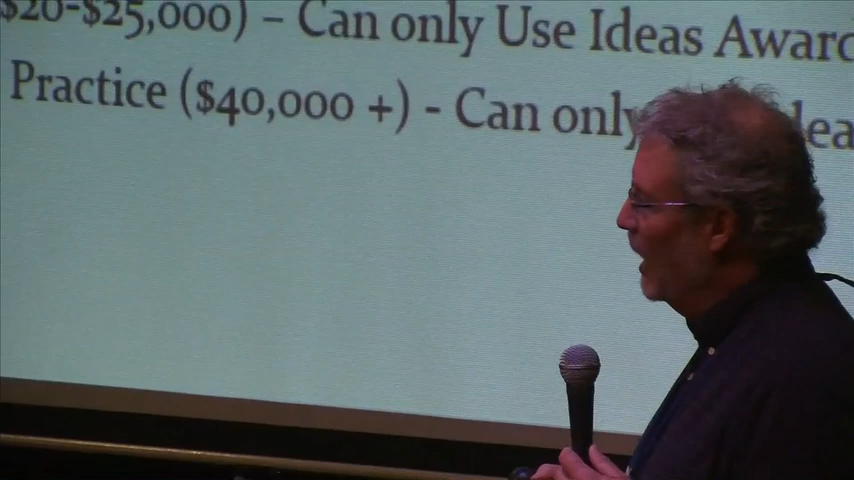 $20-$25,000) – Can only Use Ideas Award
Practice ($40,000 +) - Can only